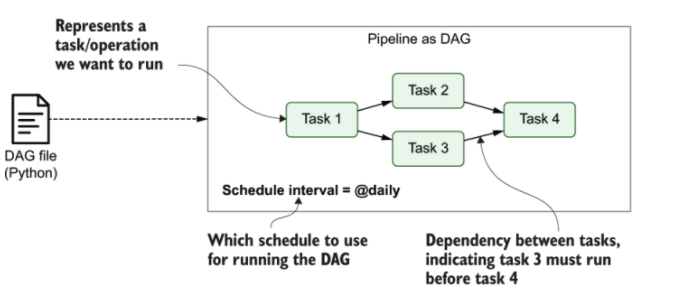 Represents a
task/operation
we want to run
Pipeline as DAG
Task 1
Task 2
Task 3
Task 4
DAG file
(Python)
Schedule interval = @daily
Which schedule to use
for running the DAG
Dependency between tasks,
indicating task 3 must run
before task 4